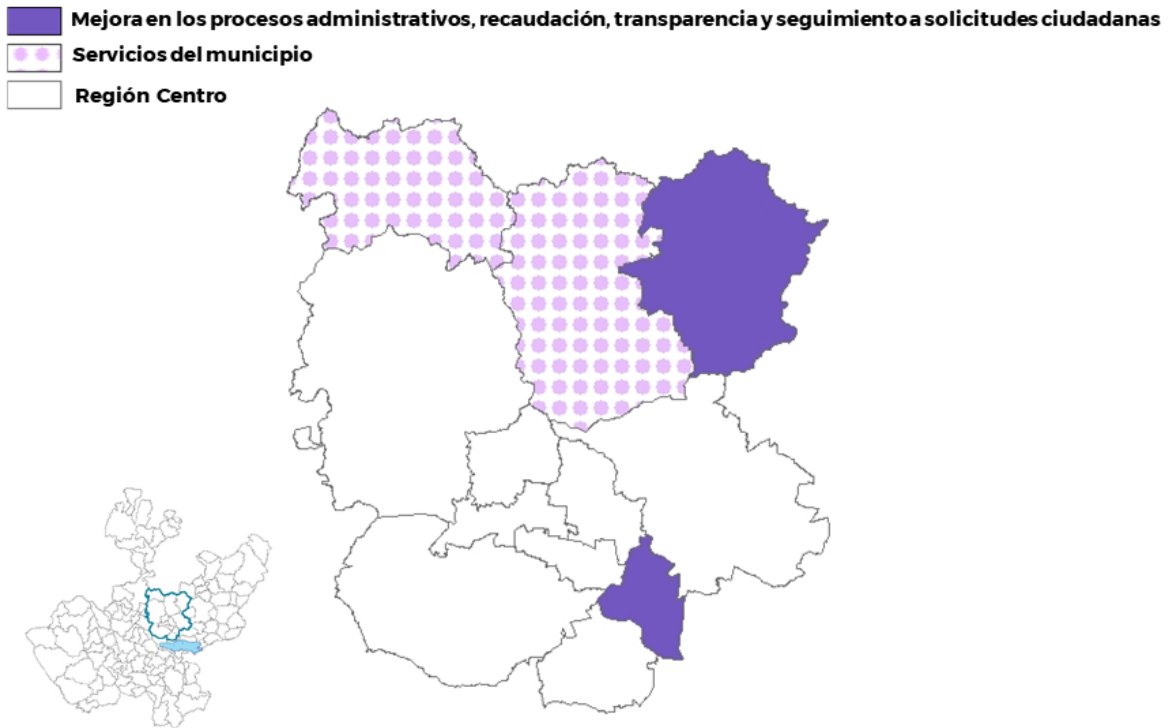 Mejora en los procesos administrativos, recaudación, transparencia y seguimiento a solicitudes ciudadanas
Servicios del municipio
Región Centro